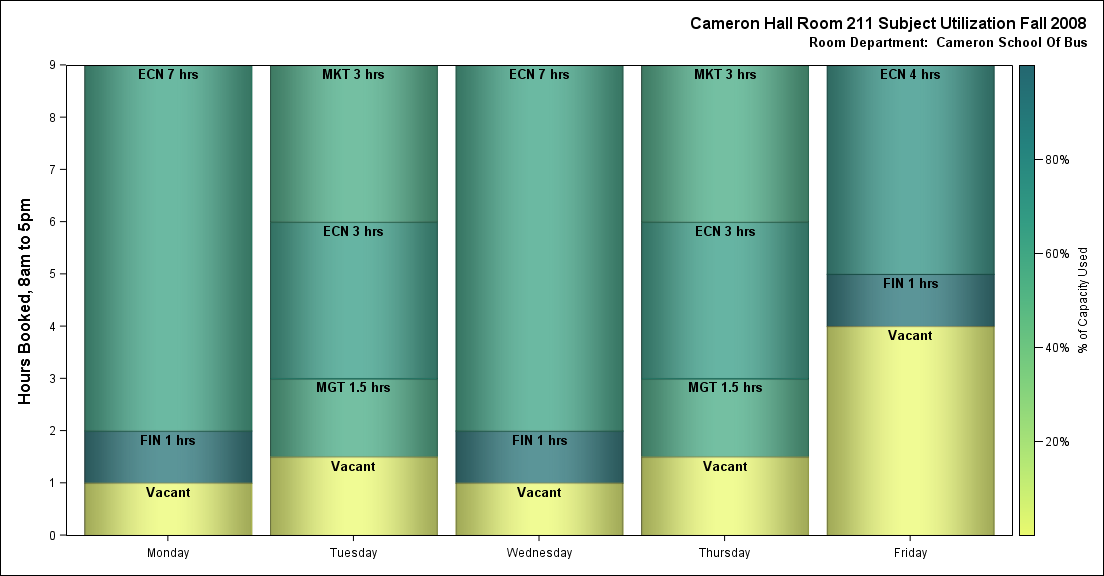 Cameron Hall Room 211 Subject Utilization Fall 2008
Room Department: Cameron School Of Bus
Hours Booked, 8am to 5pm
9
8
7
6
5
4
3
2
1
0
ECN 7 hrs
FIN 1 hrs
Vacant
MKT 3 hrs
ECN 3 hrs
MGT 1.5 hrs
Vacant
ECN 7 hrs
FIN 1 hrs
Vacant
MKT 3 hrs
ECN 3 hrs
MGT 1.5 hrs
Vacant
ECN 4 hrs
FIN 1 hrs
Vacant
Monday Tuesday Wednesday Thursday Friday
80%
60%
40%
20%
% of Capacity Used